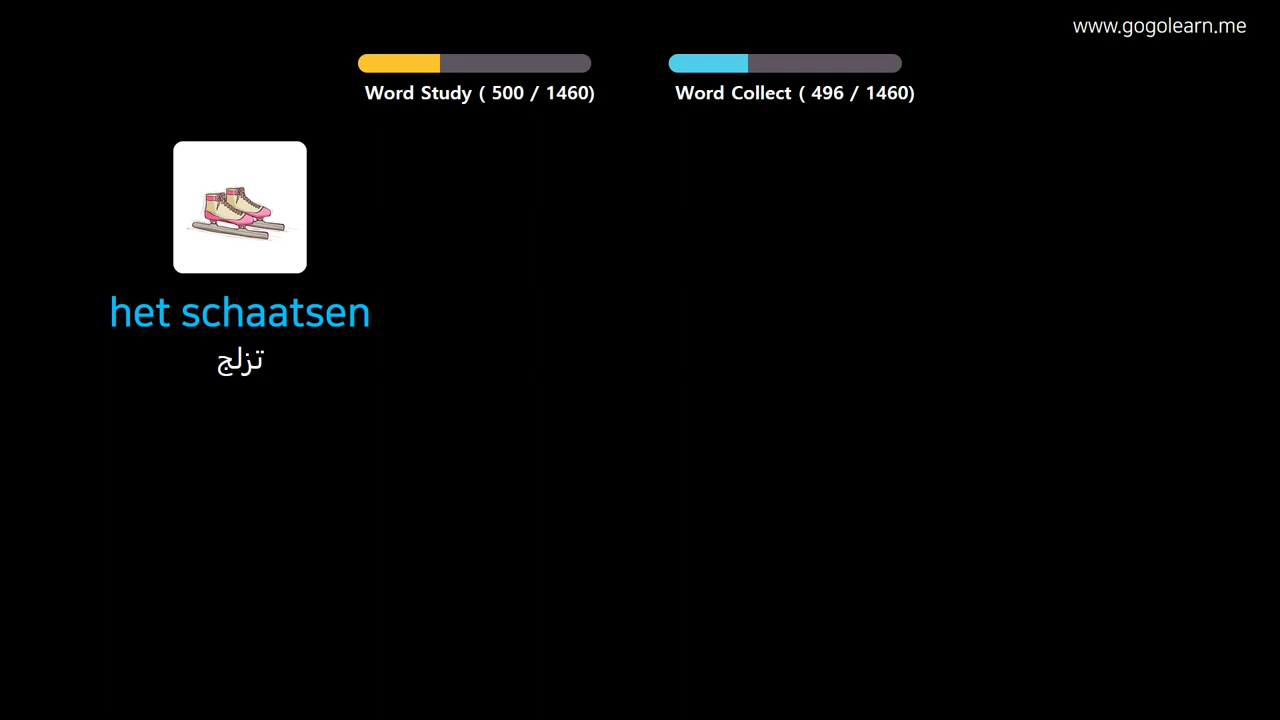 www.gogolearn.me
Word Study ( 500 / 1460)
Word Collect ( 496 / 1460)
het schaatsen
تزلج